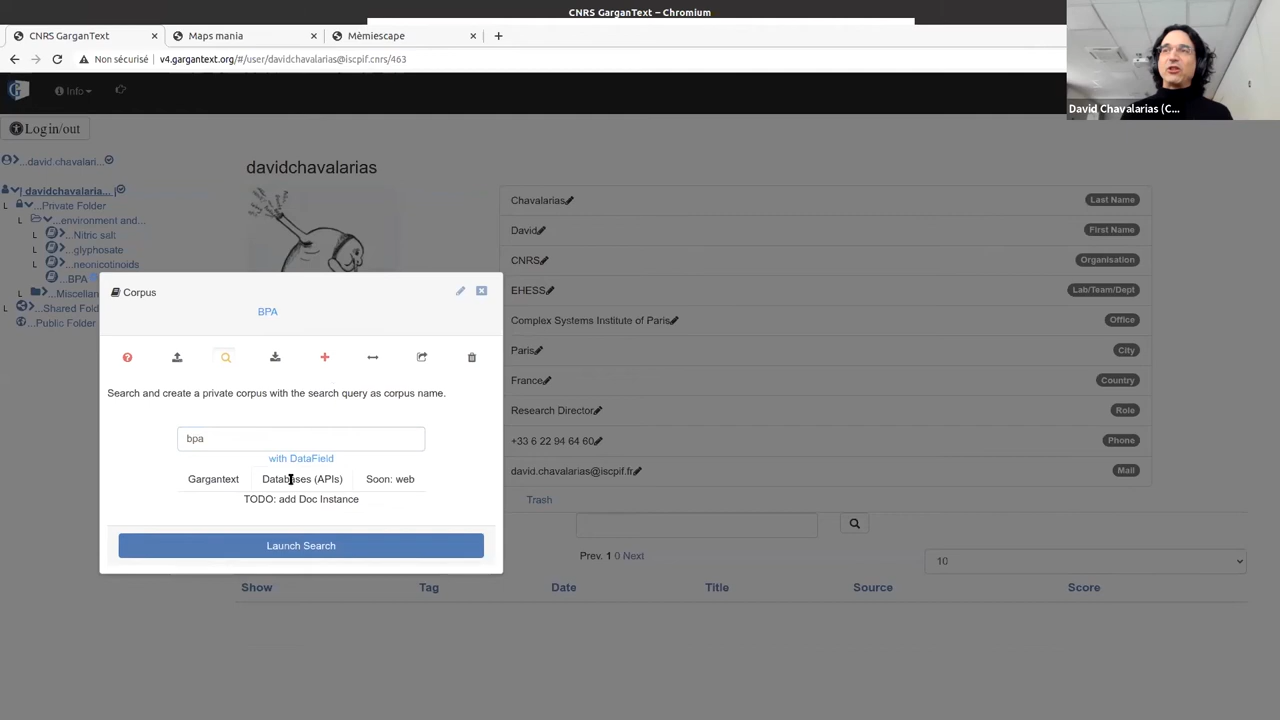 CNRS GarganText – Chromium
CNRS GarganText
Maps mania
Mèmiescape
Non sécurisé
v4.gargantext.org/#/user/davidchavalarias@iscpif.cnrs/463
Info
David Chavalarias (C...
Login/out
...david.chavalari...
davidchavalarias
[ davidchavalaria... ]
...Private Folder
...environment and...
...Nitric salt
...glyphosate
...neonicotinoids
...BPA
...Miscellan
...Shared Fold
...Public Folder
Chavalarias Last Name
David First Name
CNRS Organisation
EHESS Lab/Team/Dept
Complex Systems Institute of Paris Office
Paris City
France Country
Research Director Role
+33 6 22 94 64 60 Phone
david.chavalarias@iscpif.fr Mail
Corpus
BPA
Search and create a private corpus with the search query as corpus name.
bpa
with DataField
Gargantext Databases (APIs) Soon: web
TODO: add Doc Instance
Launch Search
Trash
Prev. 1 0 Next
10
Show Tag Date Title Source Score